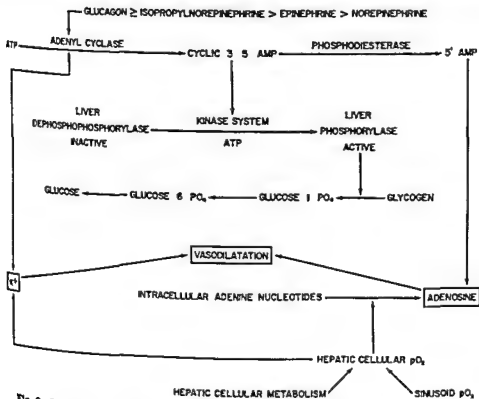 GLUCAGON ≥ ISOPROPYLNOREPINEPHRINE > EPINEPHRINE > NOREPINEPHRINE
ATP ADENYL CYCLASE CYCLIC 3 5 AMP PHOSPHODIESTERASE 5' AMP
LIVER DEPHOSPHOPHOSPHORYLASE INACTIVE
KINASE SYSTEM
ATP
LIVER PHOSPHORYLASE ACTIVE
GLUCOSE GLUCOSE 6 PO₄ GLUCOSE 1 PO₄ GLYCOGEN
VASODILATATION
INTRACELLULAR ADENINE NUCLEOTIDES ADENOSINE
HEPATIC CELLULAR pO₂
HEPATIC CELLULAR METABOLISM SINUSOID pO₂